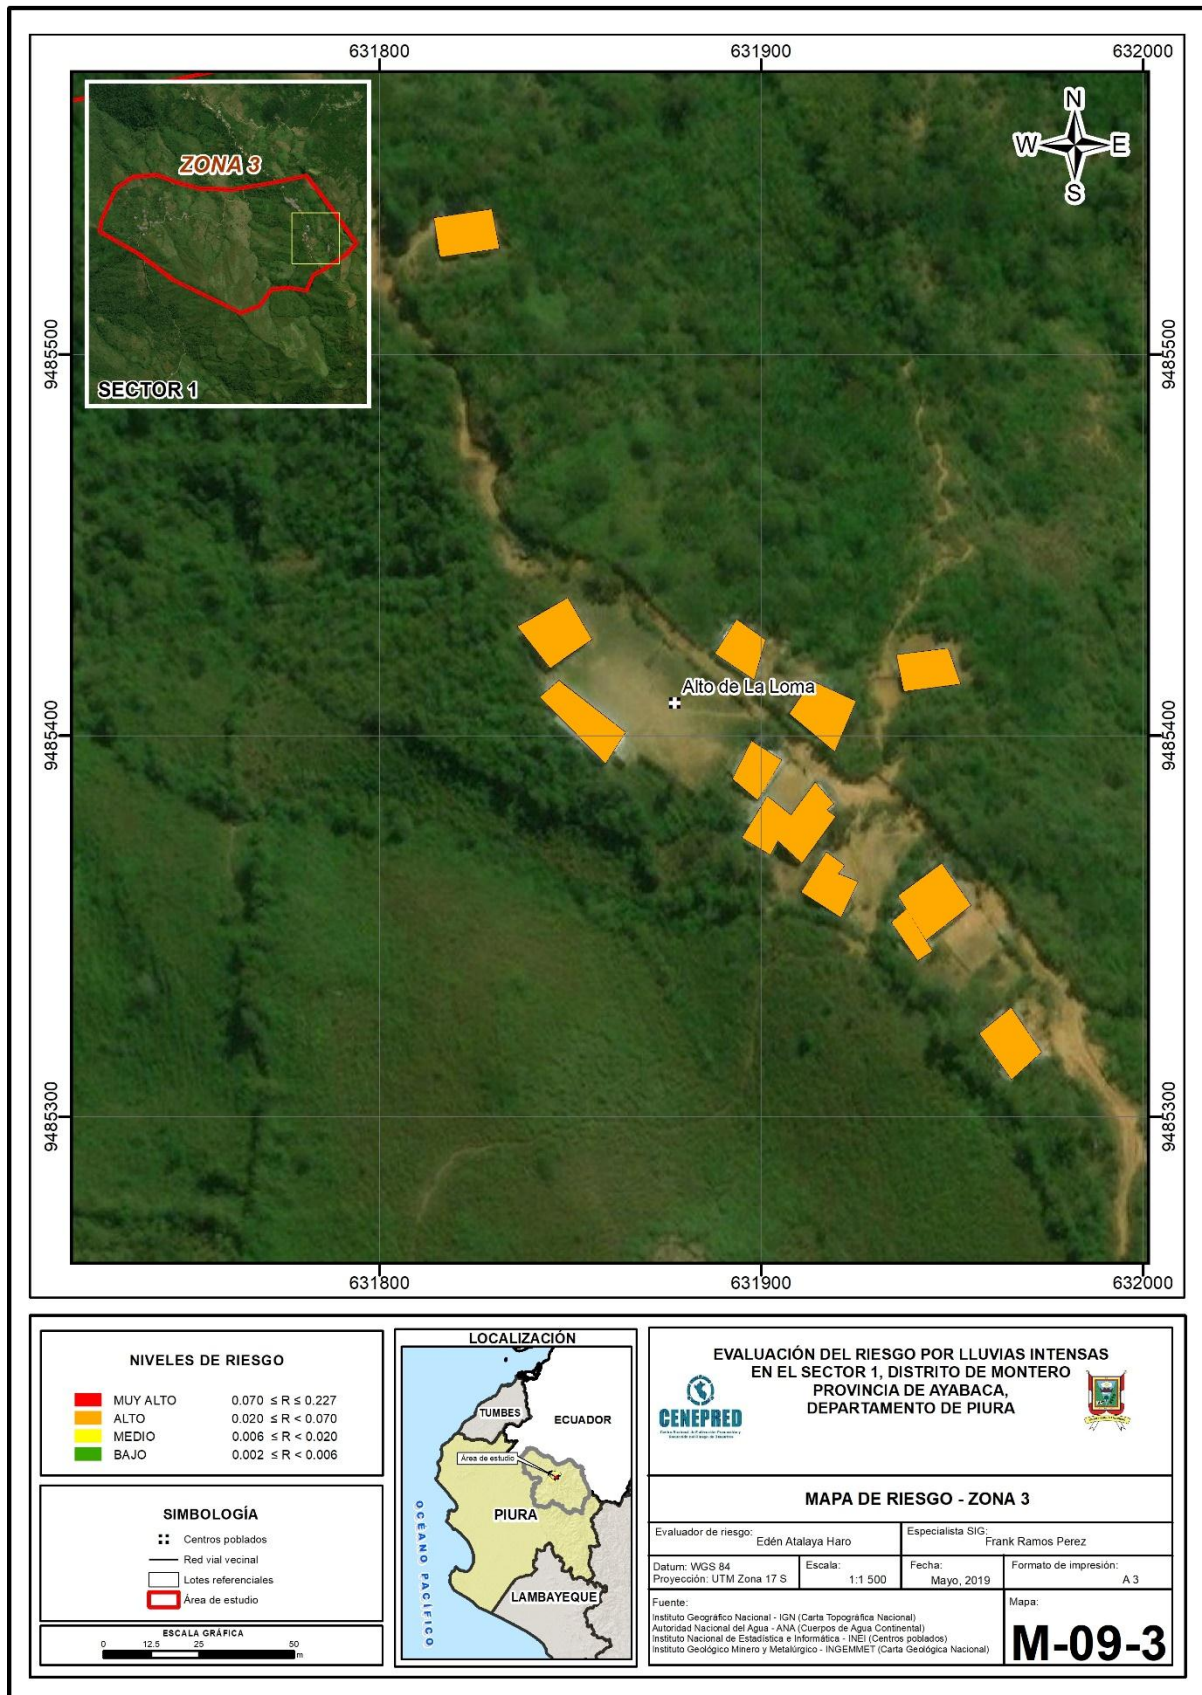 631800
631900
632000
N
W
E
S
ZONA 3
SECTOR 1
9485500
9485500
Alto de La Loma
9485400
9485400
9485300
9485300
631800
631900
632000
NIVELES DE RIESGO
MUY ALTO 0.070 ≤ R ≤ 0.227
ALTO 0.020 ≤ R < 0.070
MEDIO 0.006 ≤ R < 0.020
BAJO 0.002 ≤ R < 0.006
SIMBOLOGÍA
Centros poblados
Red vial vecinal
Lotes referenciales
Área de estudio
ESCALA GRÁFICA
0 12.5 25 50
m
LOCALIZACIÓN
TUMBES
ECUADOR
Área de estudio
PIURA
OCÉANO PACÍFICO
LAMBAYEQUE
EVALUACIÓN DEL RIESGO POR LLUVIAS INTENSAS
EN EL SECTOR 1, DISTRITO DE MONTERO
PROVINCIA DE AYABACA,
DEPARTAMENTO DE PIURA
CENEPRED
MAPA DE RIESGO - ZONA 3
Evaluador de riesgo:
Edén Atalaya Haro
Especialista SIG:
Frank Ramos Perez
Datum: WGS 84
Proyección: UTM Zona 17 S
Escala:
1:1 500
Fecha:
Mayo, 2019
Formato de impresión:
A 3
Fuente:
Instituto Geográfico Nacional - IGN (Carta Topográfica Nacional)
Autoridad Nacional del Agua - ANA (Cuerpos de Agua Continental)
Instituto Nacional de Estadística e Informática - INEI (Centros poblados)
Instituto Geológico Minero y Metalúrgico - INGEMMET (Carta Geológica Nacional)
Mapa:
M-09-3